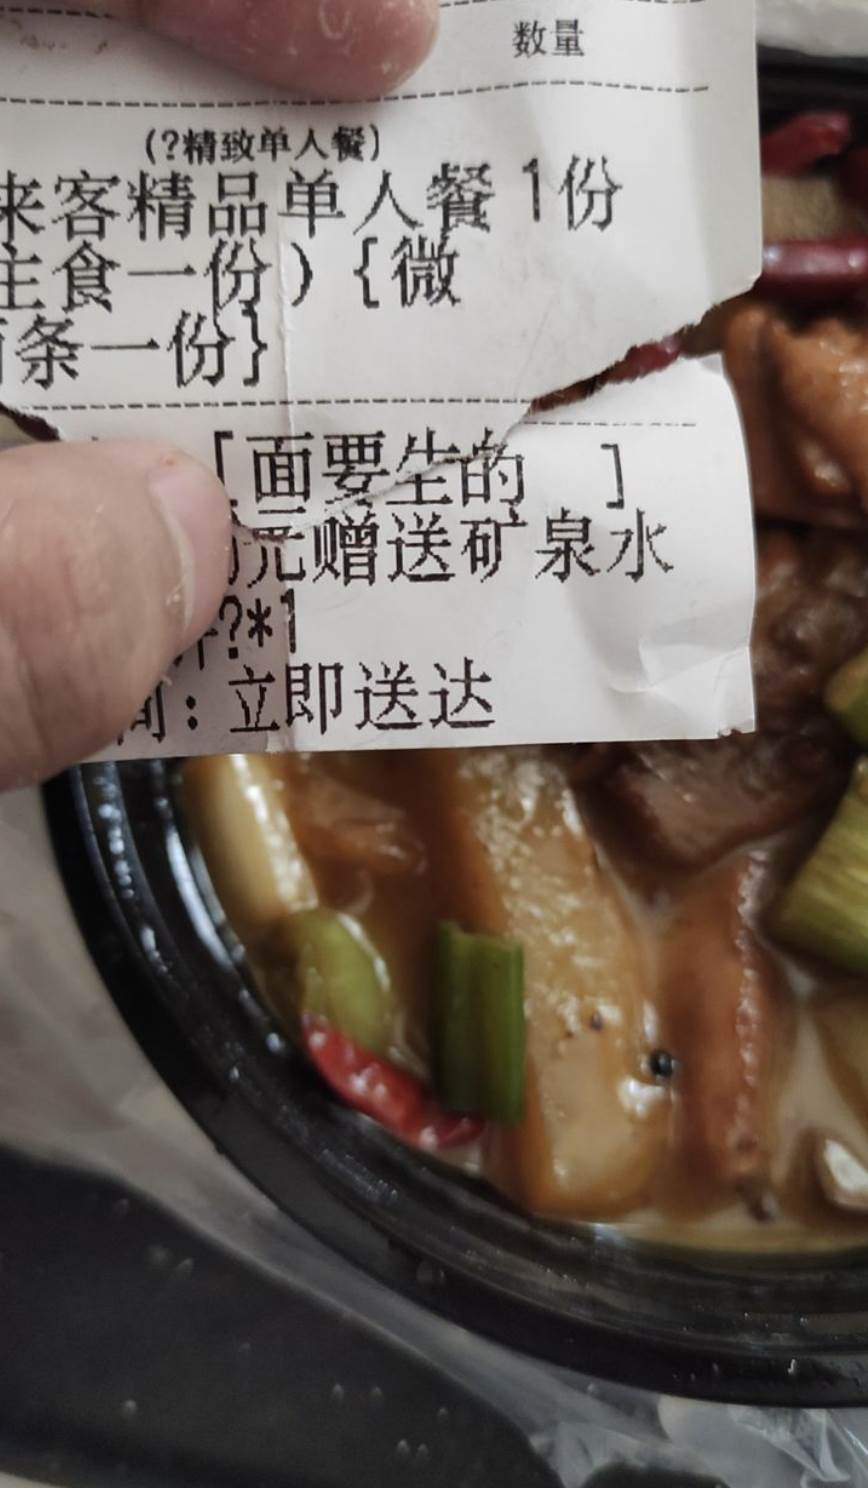 数量
(?精致单人餐)
来客精品单人餐 1份
主食一份) {微
条一份}
[面要生的 ]
元赠送矿泉水
?*1
间:立即送达